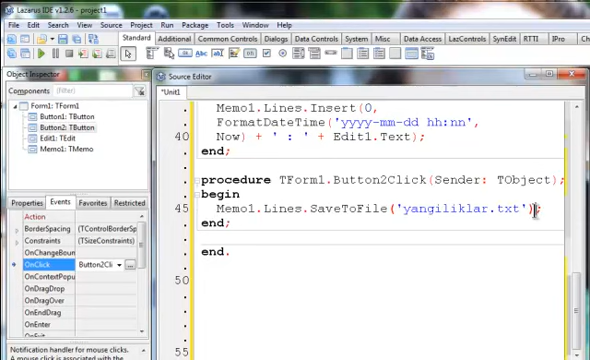 Lazarus IDE v1.2.6 - project1
File Edit Search View Source Project Run Package Tools Window Help
Standard Additional Common Controls Dialogs Data Controls Data Access System LazControls SynEdit RTTI IPro Chart
Object Inspector
Components (filter)
Form1: TForm1
Button1: TButton
Button2: TButton
Edit1: TEdit
Memo1: TMemo
Properties Events Favorites Restricted
Action
BorderSpacing (TControlBorderSp
Constraints (TSizeConstraints)
OnChangeBoun
OnClick Button2Cli
OnContextPopu
OnDragDrop
OnDragOver
OnEndDrag
OnEnter
Notification handler for mouse clicks.
A mouse click is associated with the
Source Editor
*Unit1
Memo1.Lines.Insert(0,
FormatDateTime('yyyy-mm-dd hh:nn',
40 Now) + ' : ' + Edit1.Text);
end;
procedure TForm1.Button2Click(Sender: TObject);
begin
45 Memo1.Lines.SaveToFile('yangiliklar.txt');
end;
end.
50
55